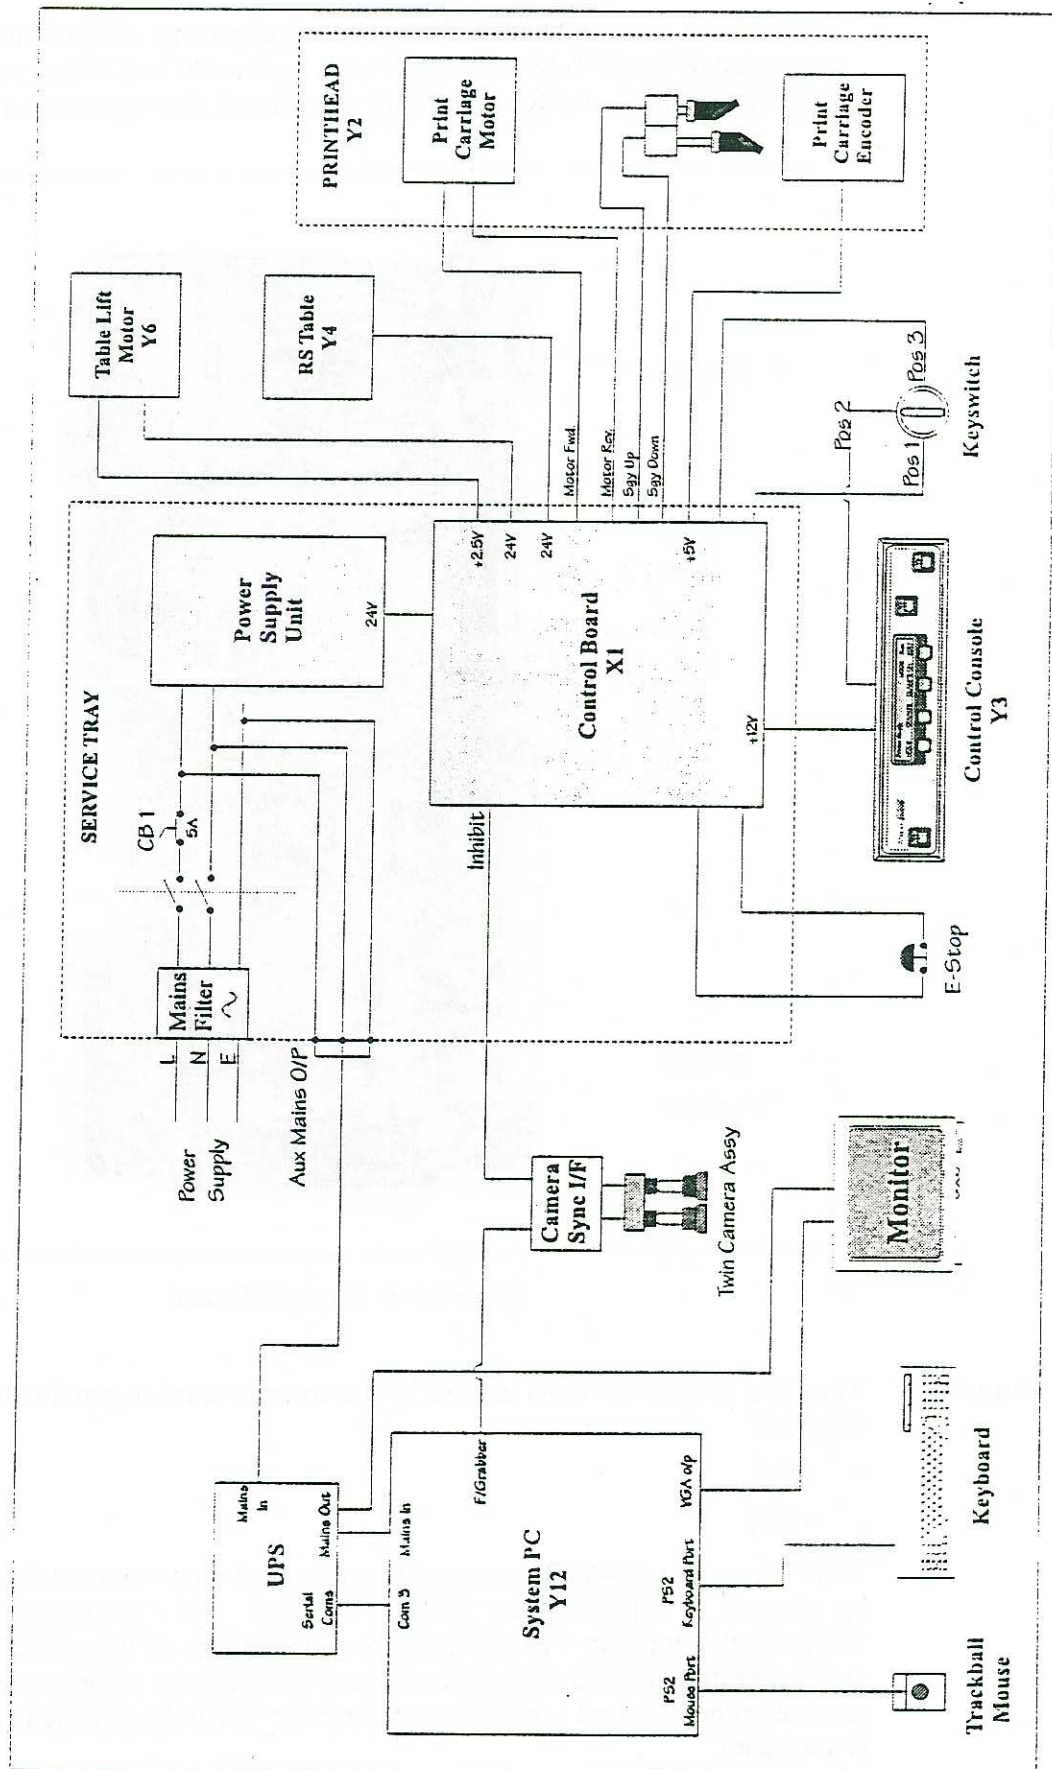 PRINTHEAD
Y2
Print
Carriage
Motor
Print
Carriage
Encoder
Table Lift
Motor
Y6
RS Table
Y4
Motor Fwd.
Motor Rev.
Sgy Up
Sgy Down
Pos 1
Pos 2
Pos 3
Keyswitch
SERVICE TRAY
Power
Supply
Unit
24V
+2.5V
24V
24V
+5V
+12V
Control Board
X1
Inhibit
CB1
5A
Mains
Filter
L
N
E
Power
Supply
Aux Mains O/P
Control Console
Y3
E-Stop
Camera
Sync I/F
Twin Camera Assy
Monitor
UPS
Mains
In
Mains Out
Serial
Coms
System PC
Y12
Mains In
Com 3
F/Grabber
VGA o/p
PS2
Keyboard Port
PS2
Mouse Port
Keyboard
Trackball
Mouse